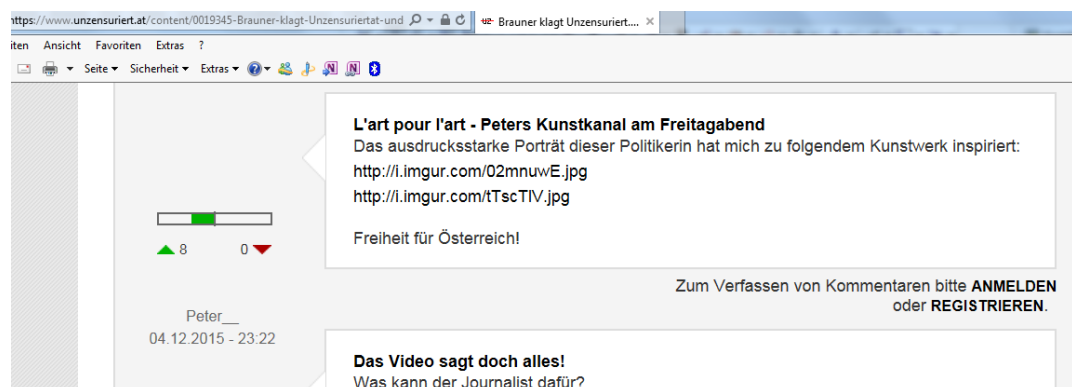 https://www.unzensuriert.at/content/0019345-Brauner-klagt-Unzensuriertat-und
Brauner klagt Unzensuriert....
iten Ansicht Favoriten Extras ?
Seite Sicherheit Extras
L'art pour l'art - Peters Kunstkanal am Freitagabend
Das ausdrucksstarke Porträt dieser Politikerin hat mich zu folgendem Kunstwerk inspiriert:
http://i.imgur.com/02mnuwE.jpg
http://i.imgur.com/tTscTlV.jpg
Freiheit für Österreich!
8 0
Zum Verfassen von Kommentaren bitte ANMELDEN
oder REGISTRIEREN.
Peter__
04.12.2015 - 23:22
Das Video sagt doch alles!
Was kann der Journalist dafür?